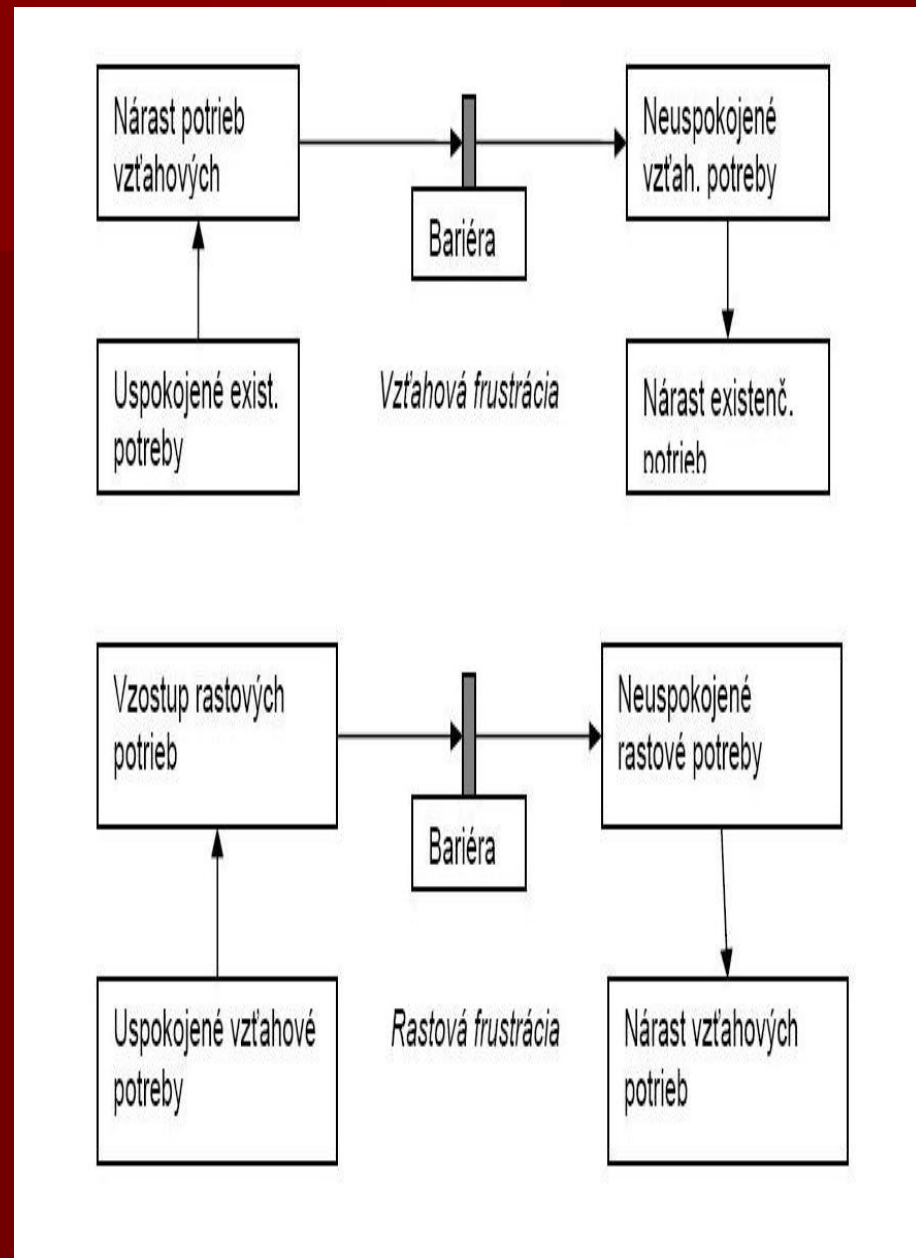 Nárast potrieb
vzťahových
Bariéra
Neuspokojené
vzťah. potreby
Uspokojené exist.
potreby
Vzťahová frustrácia
Nárast existenč.
potrieb
Vzostup rastových
potrieb
Bariéra
Neuspokojené
rastové potreby
Uspokojené vzťahové
potreby
Rastová frustrácia
Nárast vzťahových
potrieb